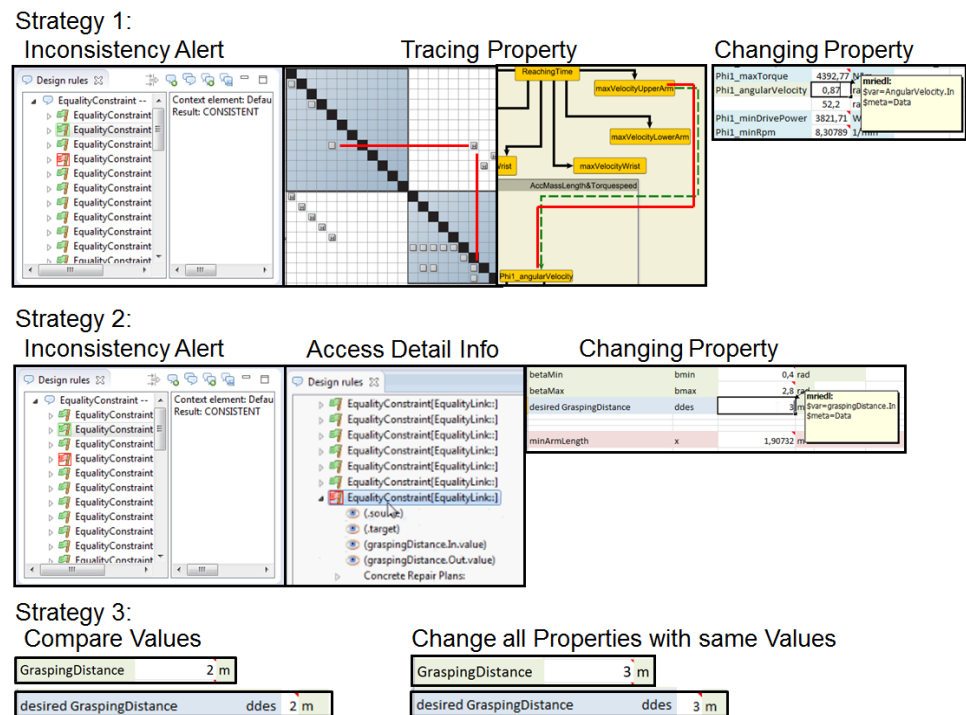 Strategy 1:
Inconsistency Alert
Tracing Property
Changing Property
Design rules
EqualityConstraint --
EqualityConstraint
EqualityConstraint
EqualityConstraint
EqualityConstraint
EqualityConstraint
EqualityConstraint
EqualityConstraint
EqualityConstraint
EqualityConstraint
EqualityConstraint
Context element: Defau
Result: CONSISTENT
ReachingTime
maxVelocityUpperArm
maxVelocityLowerArm
Wrist
maxVelocityWrist
AccMassLength&Torquespeed
Phi1_angularVelocity
Phi1_maxTorque 4392,77
Phi1_angularVelocity 0,87 ra
52,2 ra
Phi1_minDrivePower 3821,71 W
Phi1_minRpm 8,30789 1/min
mriedl:
$var=AngularVelocity.In
$meta=Data
Strategy 2:
Inconsistency Alert
Access Detail Info
Changing Property
Design rules
EqualityConstraint --
EqualityConstraint
EqualityConstraint
EqualityConstraint
EqualityConstraint
EqualityConstraint
EqualityConstraint
EqualityConstraint
EqualityConstraint
EqualityConstraint
EqualityConstraint
Context element: Defau
Result: CONSISTENT
Design rules
EqualityConstraint[EqualityLink::]
EqualityConstraint[EqualityLink::]
EqualityConstraint[EqualityLink::]
EqualityConstraint[EqualityLink::]
EqualityConstraint[EqualityLink::]
EqualityConstraint[EqualityLink::]
EqualityConstraint[EqualityLink::]
(.source)
(.target)
(graspingDistance.In.value)
(graspingDistance.Out.value)
Concrete Repair Plans:
betaMin bmin 0,4 rad
betaMax bmax 2,8 rad
desired GraspingDistance ddes 3 m
minArmLength x 1,90732 m
mriedl:
$var=graspingDistance.In
$meta=Data
Strategy 3:
Compare Values
Change all Properties with same Values
GraspingDistance 2 m
desired GraspingDistance ddes 2 m
GraspingDistance 3 m
desired GraspingDistance ddes 3 m